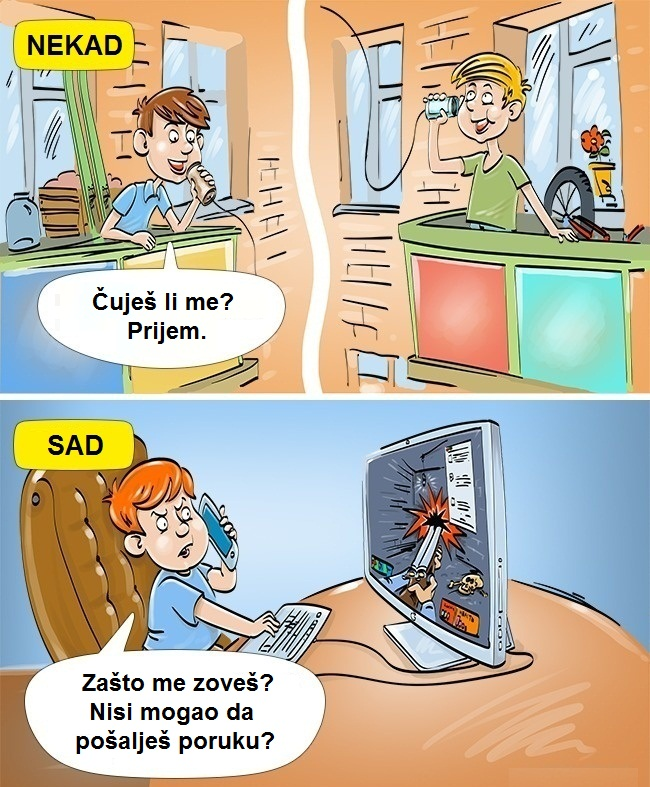 NEKAD
Čuješ li me?
Prijem.
SAD
Zašto me zoveš?
Nisi mogao da
pošalješ poruku?